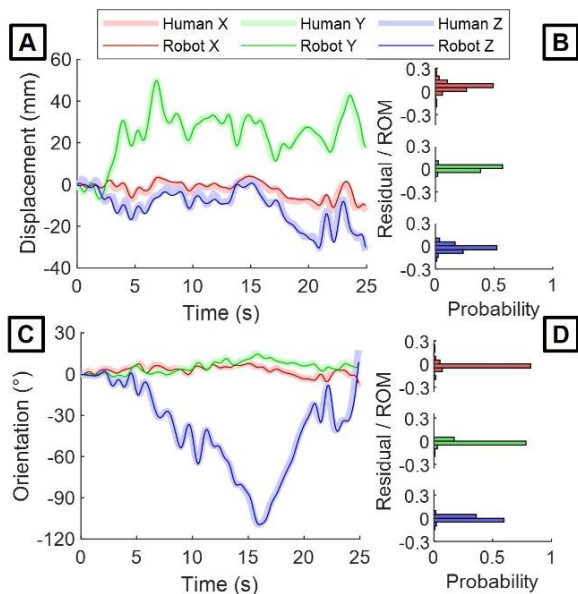 Human X Human Y Human Z
Robot X Robot Y Robot Z
A
B
60
40
20
0
-20
-40
Displacement (mm)
0 5 10 15 20 25
Time (s)
0.3
0
-0.3
0.3
0
-0.3
0.3
0
-0.3
Residual / ROM
0 0.5 1
Probability
C
D
30
0
-30
-60
-90
-120
Orientation (°)
0 5 10 15 20 25
Time (s)
0.3
0
-0.3
0.3
0
-0.3
0.3
0
-0.3
Residual / ROM
0 0.5 1
Probability